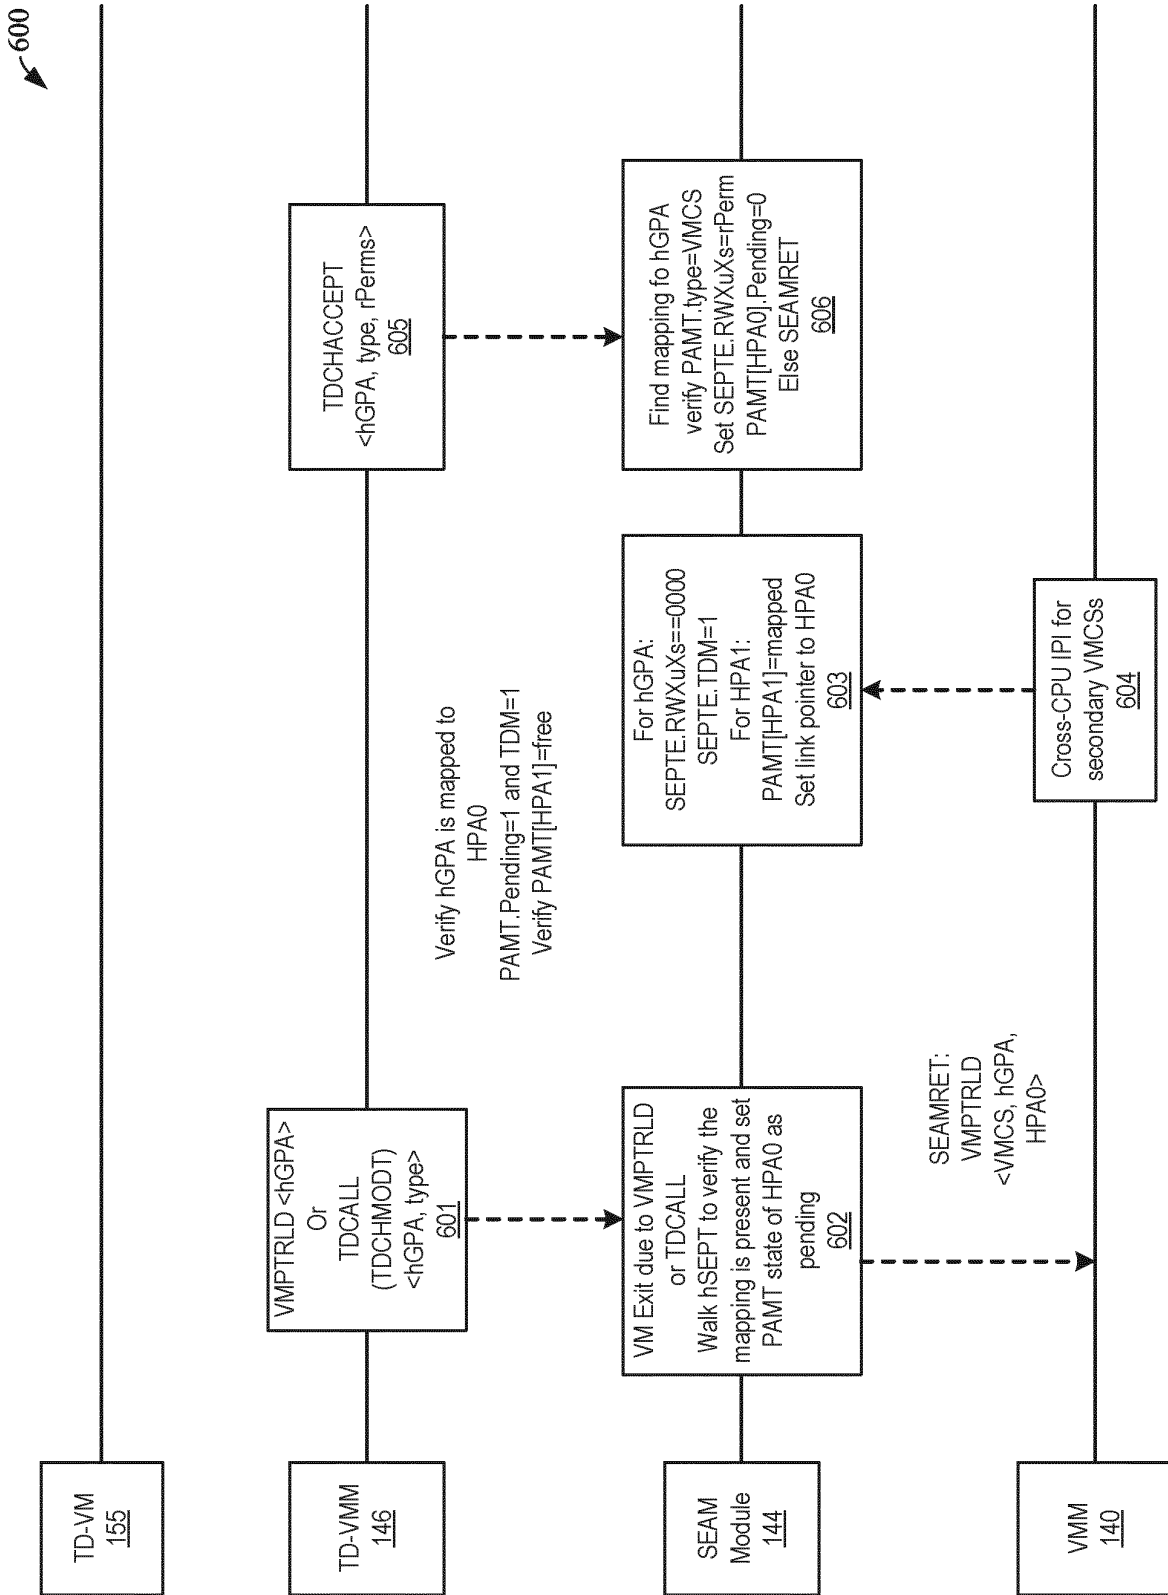 600
TD-VM
155
TD-VMM
146
VMPTRLD <hGPA>
Or
TDCALL
(TDCHMODT)
<hGPA, type>
601
Verify hGPA is mapped to
HPA0
PAMT.Pending=1 and TDM=1
Verify PAMT[HPA1]=free
TDCHACCEPT
<hGPA, type, rPerms>
605
SEAM
Module
144
VM Exit due to VMPTRLD
or TDCALL
Walk hSEPT to verify the
mapping is present and set
PAMT state of HPA0 as
pending
602
For hGPA:
SEPTE.RWXuXs==0000
SEPTE.TDM=1
For HPA1:
PAMT[HPA1]=mapped
Set link pointer to HPA0
603
Find mapping fo hGPA
verify PAMT.type=VMCS
Set SEPTE.RWXuXs=rPerm
PAMT[HPA0].Pending=0
Else SEAMRET
606
SEAMRET:
VMPTRLD
<VMCS, hGPA,
HPA0>
VMM
140
Cross-CPU IPI for
secondary VMCSs
604